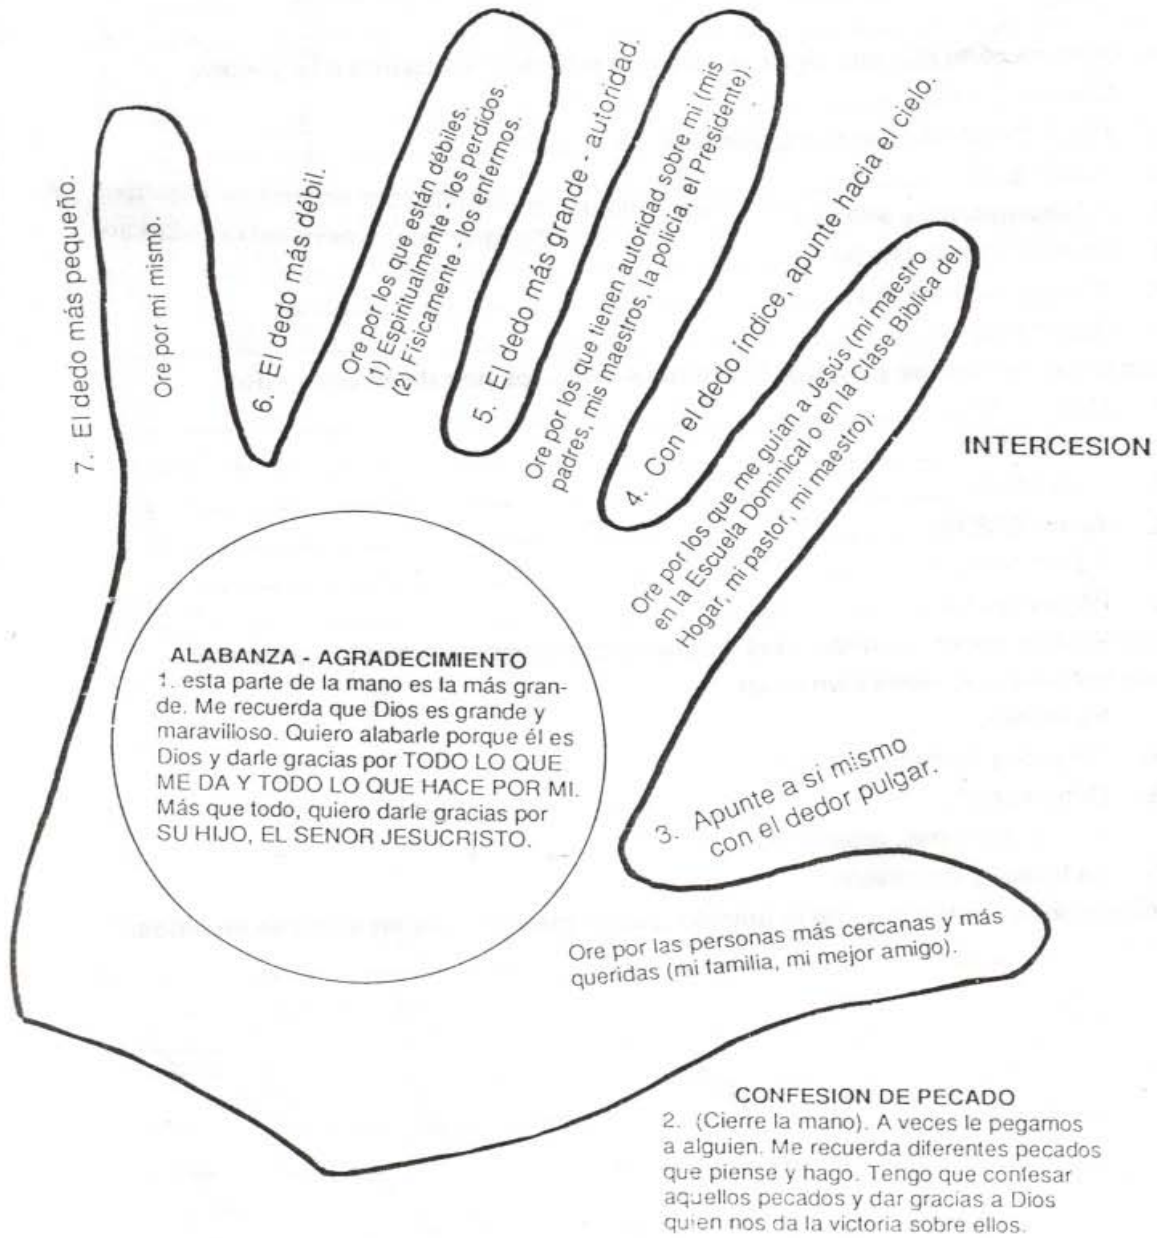 ALABANZA - AGRADECIMIENTO
1. esta parte de la mano es la más gran-
de. Me recuerda que Dios es grande y
maravilloso. Quiero alabarle porque él es
Dios y darle gracias por TODO LO QUE
ME DA Y TODO LO QUE HACE POR MI.
Más que todo, quiero darle gracias por
SU HIJO, EL SENOR JESUCRISTO.
CONFESION DE PECADO
2. (Cierre la mano). A veces le pegamos
a alguien. Me recuerda diferentes pecados
que piense y hago. Tengo que confesar
aquellos pecados y dar gracias a Dios
quien nos da la victoria sobre ellos.
INTERCESION
3. Apunte a si mismo
con el dedor pulgar.
Ore por las personas más cercanas y más
queridas (mi familia, mi mejor amigo).
4. Con el dedo índice, apunte hacia el cielo.
Ore por los que me guían a Jesús (mi maestro
en la Escuela Dominical o en la Clase Bíblica del
Hogar, mi pastor, mi maestro).
5. El dedo más grande - autoridad.
Ore por los que tienen autoridad sobre mi (mis
padres, mis maestros, la policía, el Presidente).
6. El dedo más débil.
Ore por los que están débiles.
(1) Espiritualmente - los perdidos.
(2) Físicamente - los enfermos.
7. El dedo más pequeño.
Ore por mí mismo